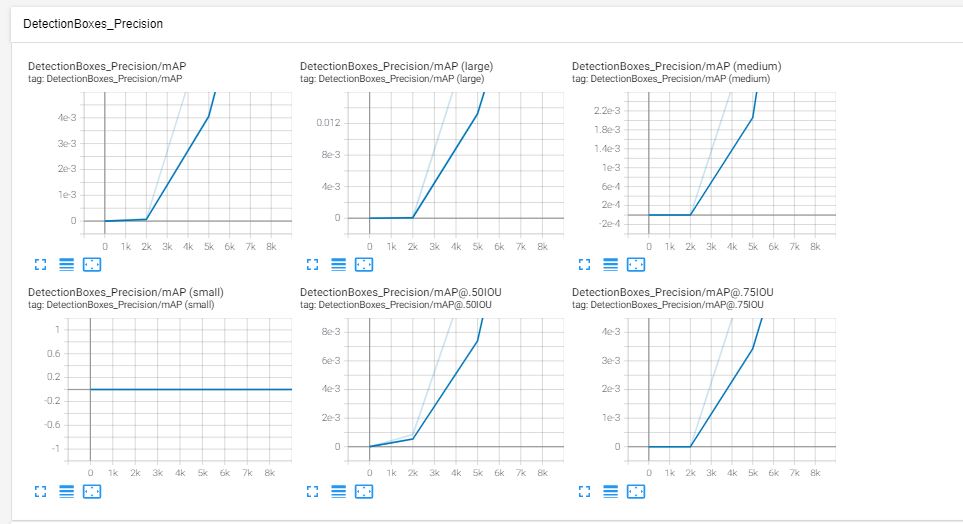 DetectionBoxes_Precision
DetectionBoxes_Precision/mAP
tag: DetectionBoxes_Precision/mAP
4e-3
3e-3
2e-3
1e-3
0
0 1k 2k 3k 4k 5k 6k 7k 8k
DetectionBoxes_Precision/mAP (large)
tag: DetectionBoxes_Precision/mAP (large)
0.012
8e-3
4e-3
0
0 1k 2k 3k 4k 5k 6k 7k 8k
DetectionBoxes_Precision/mAP (medium)
tag: DetectionBoxes_Precision/mAP (medium)
2.2e-3
1.8e-3
1.4e-3
1e-3
6e-4
2e-4
-2e-4
0 1k 2k 3k 4k 5k 6k 7k 8k
DetectionBoxes_Precision/mAP (small)
tag: DetectionBoxes_Precision/mAP (small)
1
0.6
0.2
-0.2
-0.6
-1
0 1k 2k 3k 4k 5k 6k 7k 8k
DetectionBoxes_Precision/mAP@.50IOU
tag: DetectionBoxes_Precision/mAP@.50IOU
8e-3
6e-3
4e-3
2e-3
0
0 1k 2k 3k 4k 5k 6k 7k 8k
DetectionBoxes_Precision/mAP@.75IOU
tag: DetectionBoxes_Precision/mAP@.75IOU
4e-3
3e-3
2e-3
1e-3
0
0 1k 2k 3k 4k 5k 6k 7k 8k